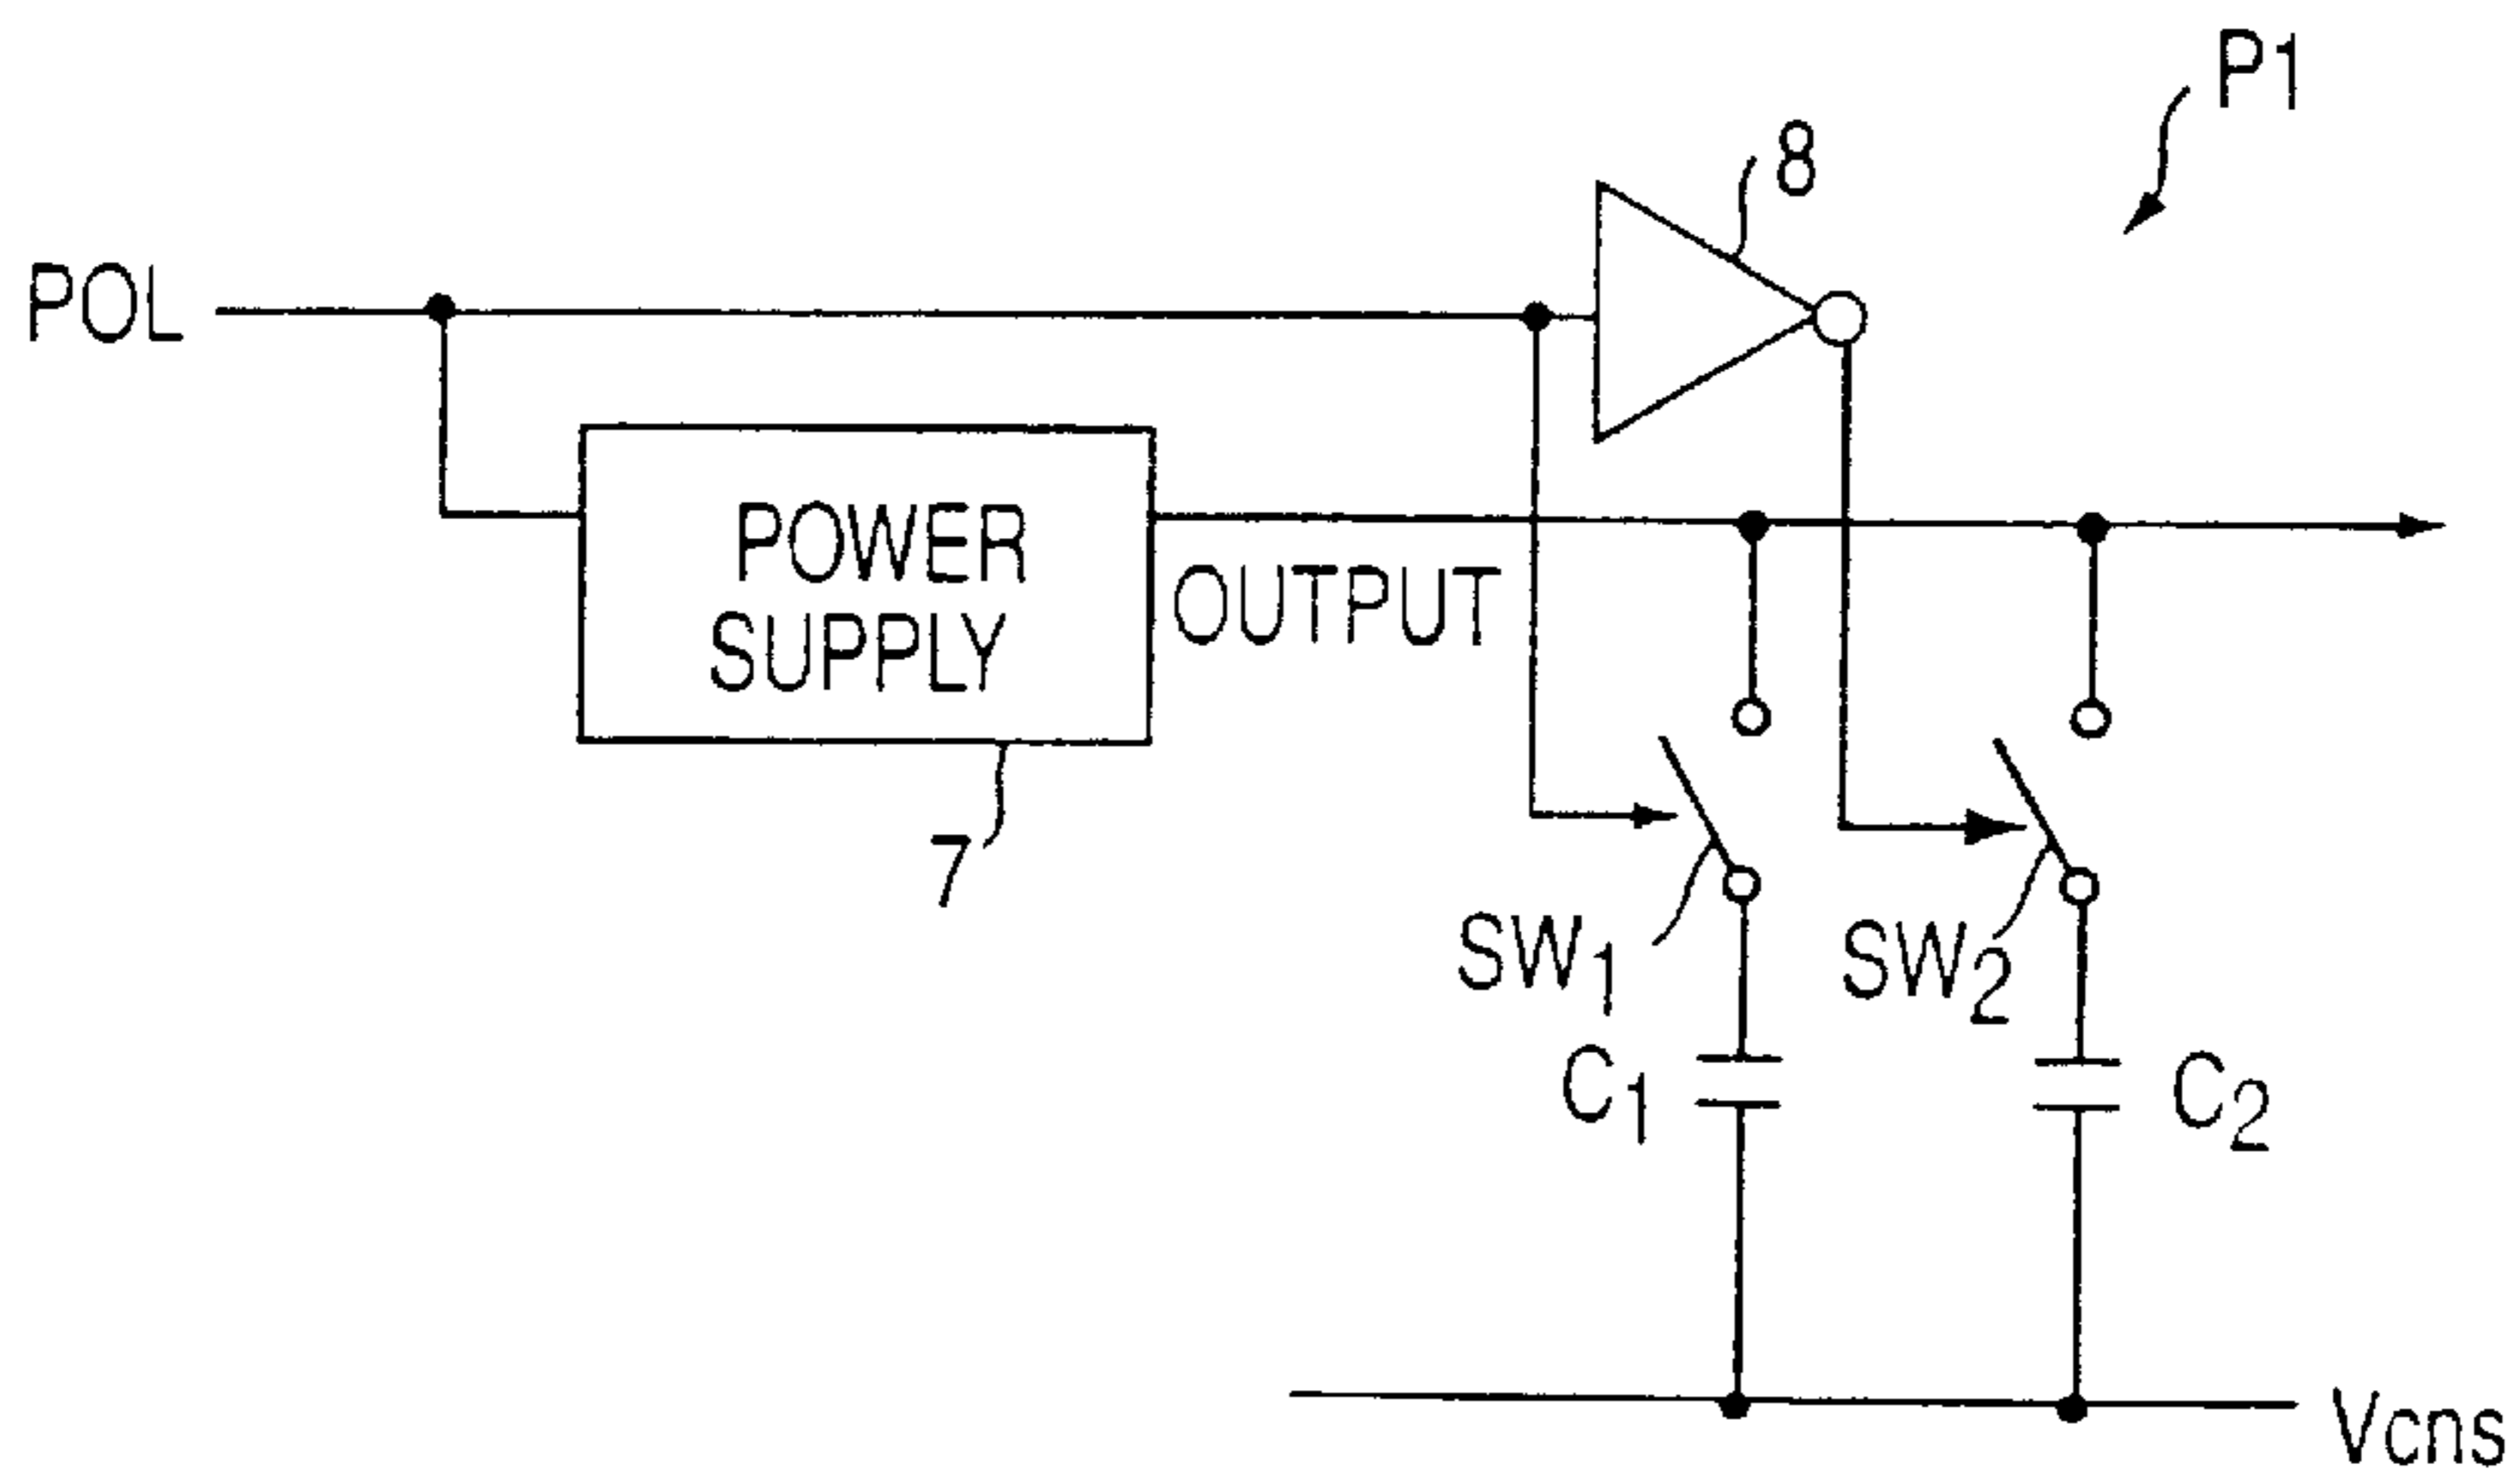 P1
8
POL
POWER
SUPPLY
OUTPUT
7
SW1
SW2
C1
C2
Vcns